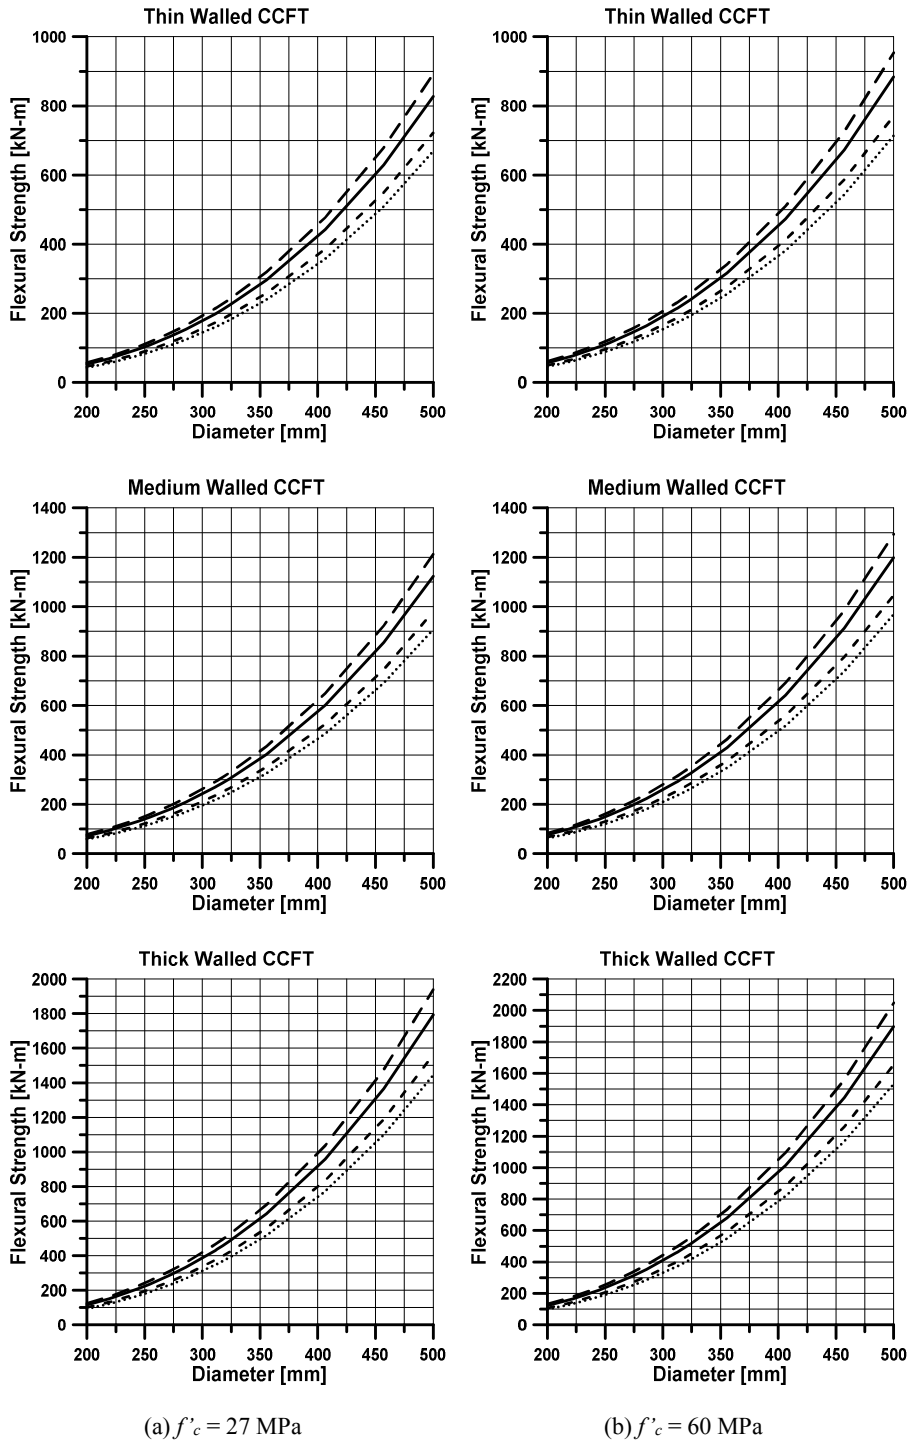 Thin Walled CCFT
Flexural Strength [kN-m]
1000
800
600
400
200
0
200 250 300 350 400 450 500
Diameter [mm]
Thin Walled CCFT
Flexural Strength [kN-m]
1000
800
600
400
200
0
200 250 300 350 400 450 500
Diameter [mm]
Medium Walled CCFT
Flexural Strength [kN-m]
1400
1200
1000
800
600
400
200
0
200 250 300 350 400 450 500
Diameter [mm]
Medium Walled CCFT
Flexural Strength [kN-m]
1400
1200
1000
800
600
400
200
0
200 250 300 350 400 450 500
Diameter [mm]
Thick Walled CCFT
Flexural Strength [kN-m]
2000
1800
1600
1400
1200
1000
800
600
400
200
0
200 250 300 350 400 450 500
Diameter [mm]
Thick Walled CCFT
Flexural Strength [kN-m]
2200
2000
1800
1600
1400
1200
1000
800
600
400
200
0
200 250 300 350 400 450 500
Diameter [mm]
(a) f’c = 27 MPa
(b) f’c = 60 MPa